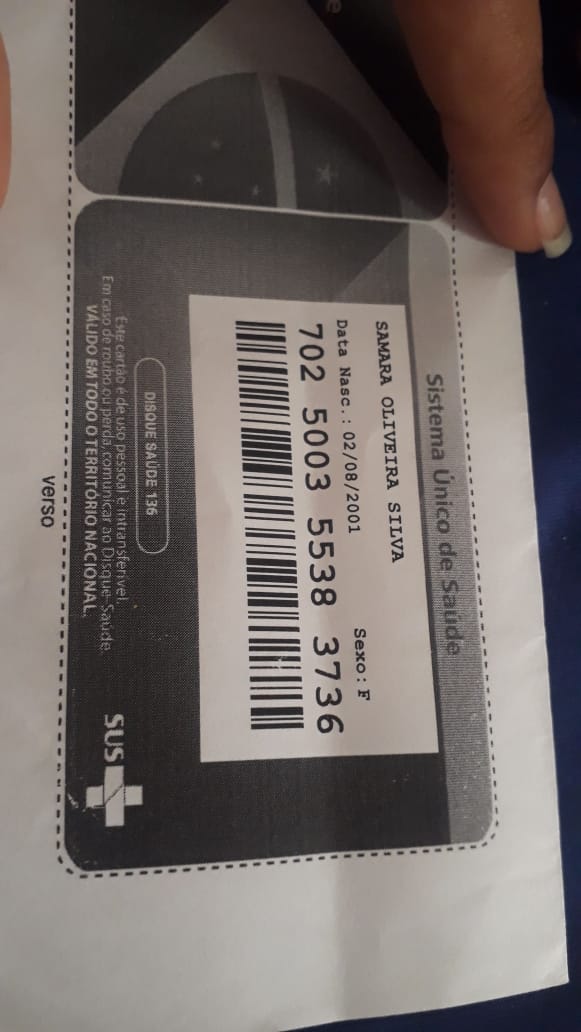 Sistema Único de Saúde
SAMARA OLIVEIRA SILVA
Data Nasc.: 02/08/2001 Sexo: F
702 5003 5538 3736
DISQUE SAÚDE 136
Este cartão é de uso pessoal e intransferível.
Em caso de roubo ou perda, comunicar ao Disque Saúde.
VÁLIDO EM TODO O TERRITÓRIO NACIONAL.
SUS
verso